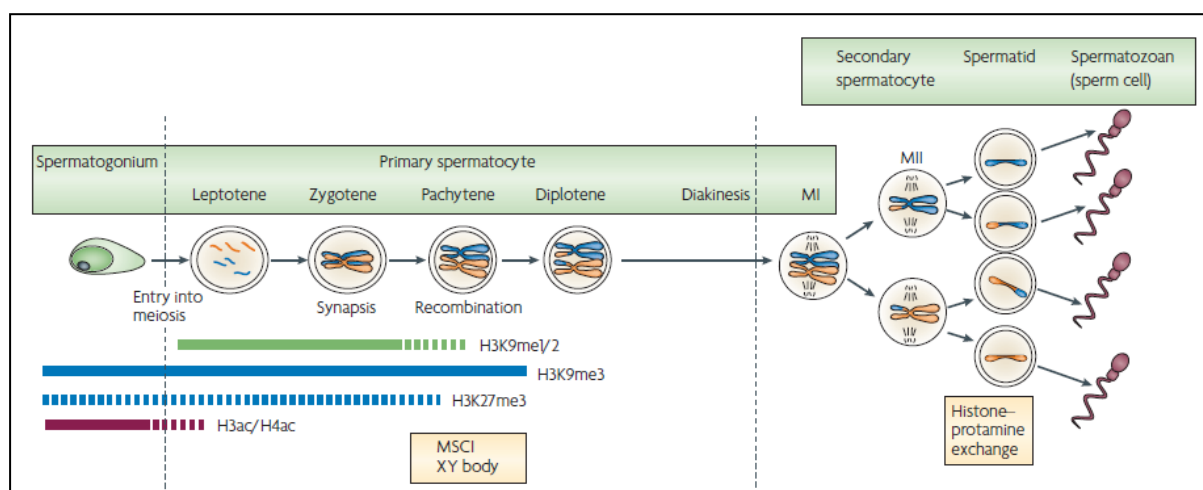 Secondary
spermatocyte
Spermatid
Spermatozoan
(sperm cell)
Spermatogonium
Primary spermatocyte
Leptotene
Zygotene
Pachytene
Diplotene
Diakinesis
MI
MII
Entry into
meiosis
Synapsis
Recombination
H3K9me1/2
H3K9me3
H3K27me3
H3ac/H4ac
MSCI
XY body
Histone–
protamine
exchange